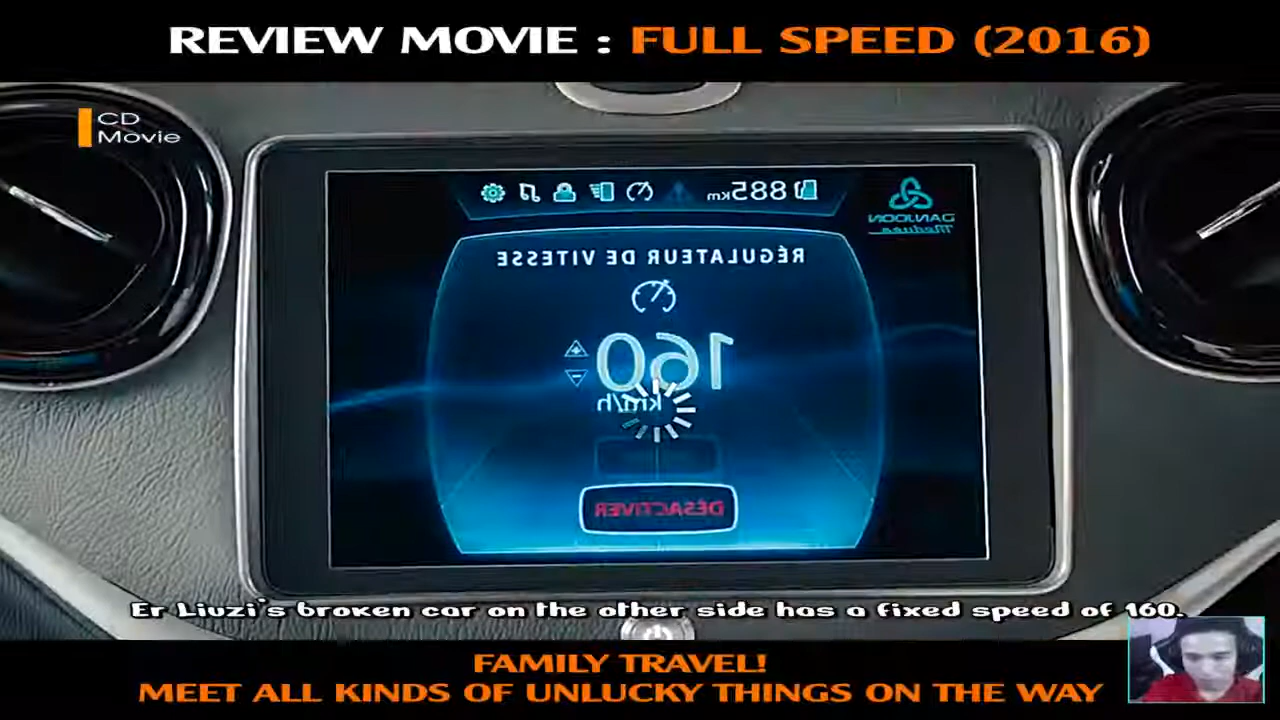 REVIEW MOVIE : FULL SPEED (2016)
CD
Movie
885km
DANJOON
Medusa
RÉGULATEUR DE VITESSE
160
km/h
DÉSACTIVER
Er Liuzi's broken car on the other side has a fixed speed of 160.
FAMILY TRAVEL!
MEET ALL KINDS OF UNLUCKY THINGS ON THE WAY